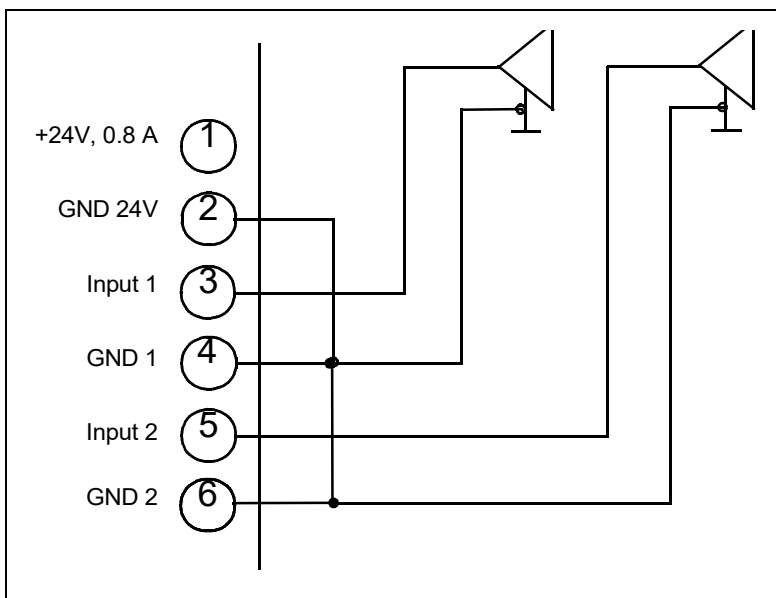 +24V, 0.8 A 1
GND 24V 2
Input 1 3
GND 1 4
Input 2 5
GND 2 6